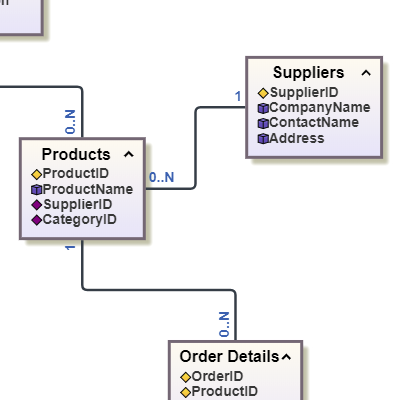 Suppliers
SupplierID
CompanyName
ContactName
Address
1
0..N
Products
ProductID
ProductName
SupplierID
CategoryID
0..N
1
0..N
Order Details
OrderID
ProductID